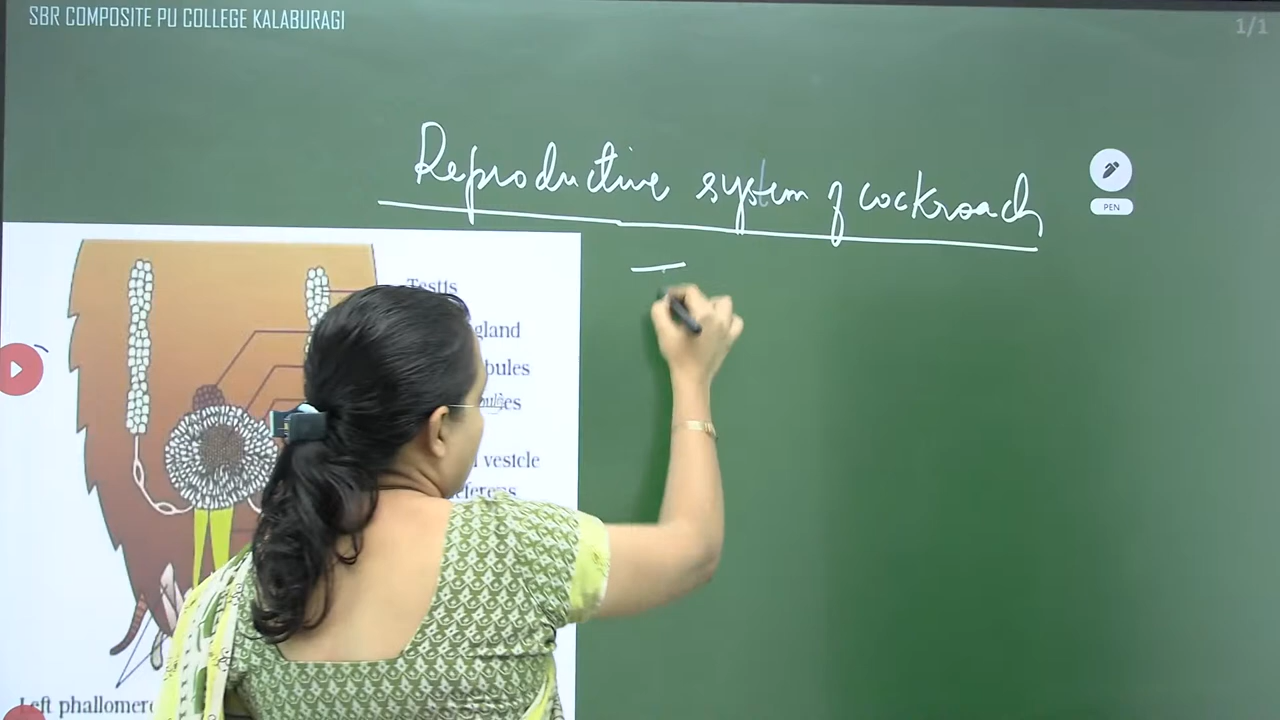 SBR COMPOSITE PU COLLEGE KALABURAGI
1/1
Reproductive system of cockroach
PEN
Testis
gland
bules
vesicle
Left phallomere